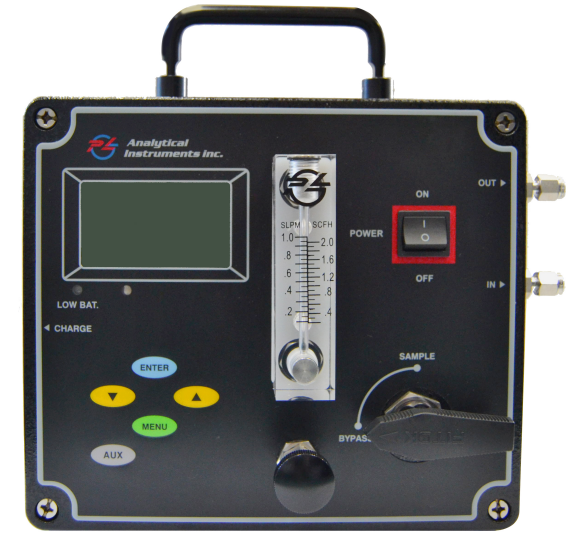 Analytical
Instruments inc.
SLPM SCFH
1.0 2.0
.8 1.6
.6 1.2
.4 .8
.2 .4
ON
POWER
I
O
OFF
OUT
IN
LOW BAT.
CHARGE
ENTER
MENU
AUX
SAMPLE
BYPASS